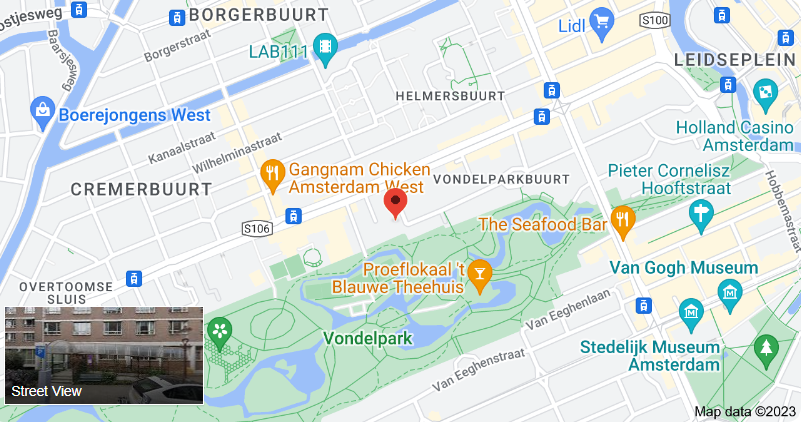 ostjesweg
BORGERBUURT
S100
Lidl
Baarsjesweg
Borgerstraat
LAB111
LEIDSEPLEIN
HELMERSBUURT
Boerejongens West
Holland Casino
Amsterdam
Kanaalstraat
Wilhelminastraat
Gangnam Chicken
Amsterdam West
VONDELPARKBUURT
Pieter Cornelisz
Hooftstraat
Hobbemastraat
CREMERBUURT
S106
The Seafood Bar
Proeflokaal 't
Blauwe Theehuis
Van Gogh Museum
OVERTOOMSE
SLUIS
Van Eeghenlaan
Vondelpark
Stedelijk Museum
Amsterdam
Van Eeghenstraat
Street View
Map data ©2023